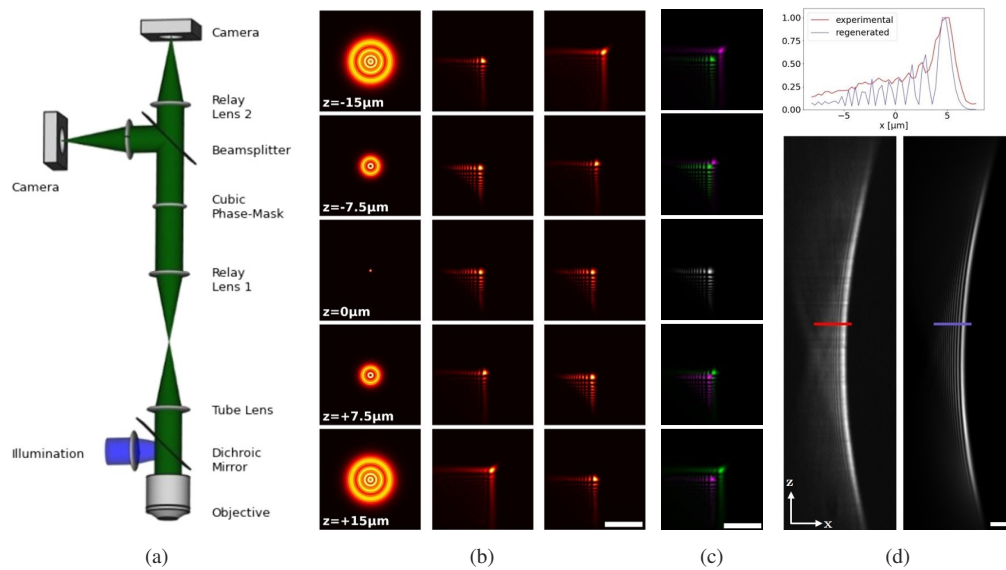 Camera
Relay
Lens 2
Beamsplitter
Camera
Cubic
Phase-Mask
Relay
Lens 1
Tube Lens
Illumination
Dichroic
Mirror
Objective
(a)
z=-15μm
z=-7.5μm
z=0μm
z=+7.5μm
z=+15μm
(b)
(c)
1.00
0.75
0.50
0.25
0.00
experimental
regenerated
−5
0
5
x [μm]
z
x
(d)